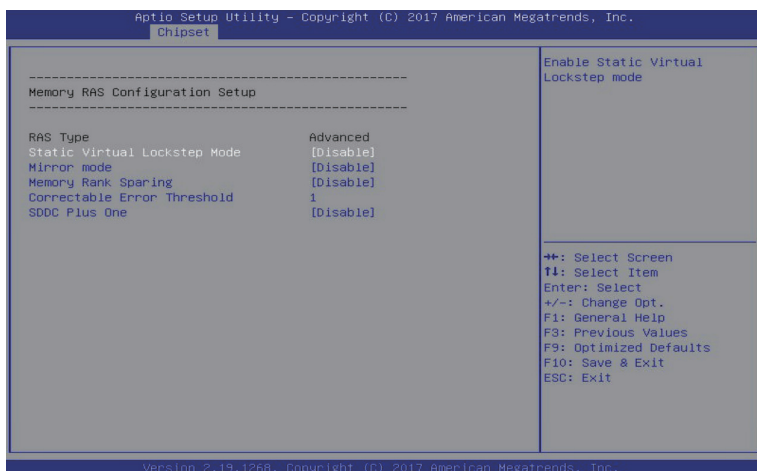 Aptio Setup Utility – Copyright (C) 2017 American Megatrends, Inc.
Chipset
------------------------------------------------
Memory RAS Configuration Setup
------------------------------------------------
RAS Type Advanced
Static Virtual Lockstep Mode [Disable]
Mirror mode [Disable]
Memory Rank Sparing [Disable]
Correctable Error Threshold 1
SDDC Plus One [Disable]
Enable Static Virtual
Lockstep mode
→←: Select Screen
↑↓: Select Item
Enter: Select
+/-: Change Opt.
F1: General Help
F3: Previous Values
F9: Optimized Defaults
F10: Save & Exit
ESC: Exit
Version 2.19.1268. Copyright (C) 2017 American Megatrends, Inc.